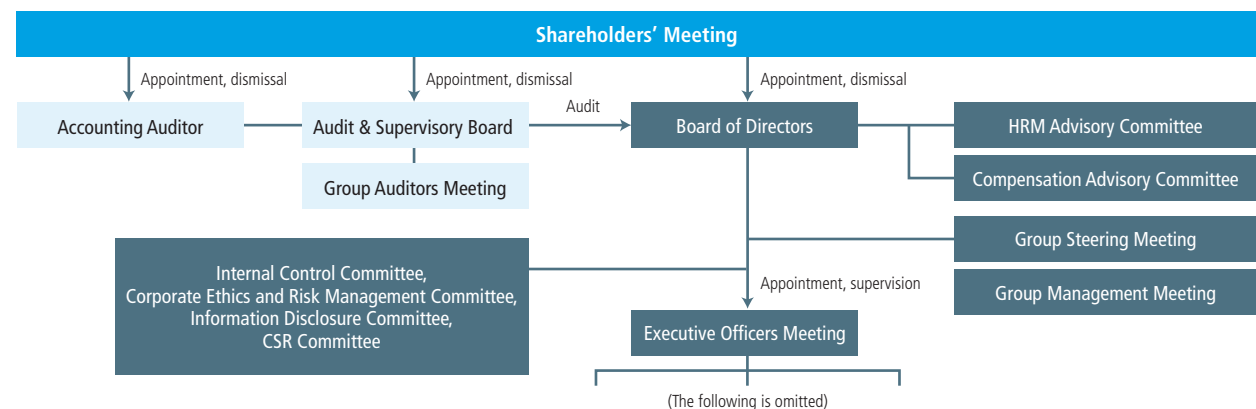 Shareholders’ Meeting
Appointment, dismissal
Appointment, dismissal
Appointment, dismissal
Accounting Auditor
Audit & Supervisory Board
Audit
Board of Directors
HRM Advisory Committee
Group Auditors Meeting
Compensation Advisory Committee
Group Steering Meeting
Internal Control Committee,
Corporate Ethics and Risk Management Committee,
Information Disclosure Committee,
CSR Committee
Appointment, supervision
Group Management Meeting
Executive Officers Meeting
(The following is omitted)